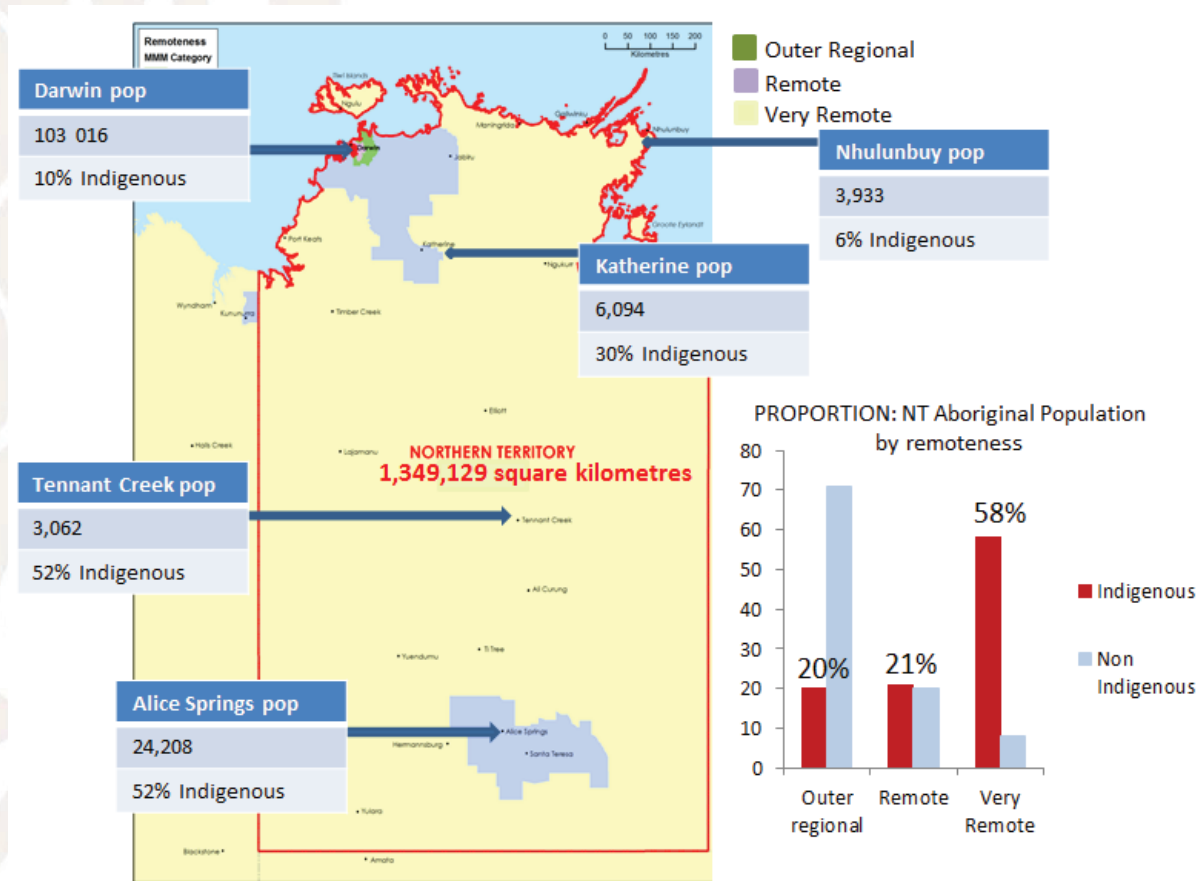 Remoteness
MMM Category
0 50 100 150 200
Kilometres
Outer Regional
Remote
Very Remote
Darwin pop
103 016
10% Indigenous
Nhulunbuy pop
3,933
6% Indigenous
Katherine pop
6,094
30% Indigenous
Tennant Creek pop
3,062
52% Indigenous
Alice Springs pop
24,208
52% Indigenous
Tiwi Islands
Nguiu
Darwin
Jabiru
Maningrida
Galiwinku
Nhulunbuy
Groote Eylandt
Port Keats
Katherine
Ngukurr
Wyndham
Kununurra
Timber Creek
Elliott
Halls Creek
Lajamanu
NORTHERN TERRITORY
1,349,129 square kilometres
Tennant Creek
Ali Curung
Ti Tree
Yuendumu
Alice Springs
Hermannsburg
Santa Teresa
Yulara
Blackstone
Amata
PROPORTION: NT Aboriginal Population
by remoteness
80
70
60
50
40
30
20
10
0
20%
21%
58%
Outer
regional
Remote
Very
Remote
Indigenous
Non
Indigenous